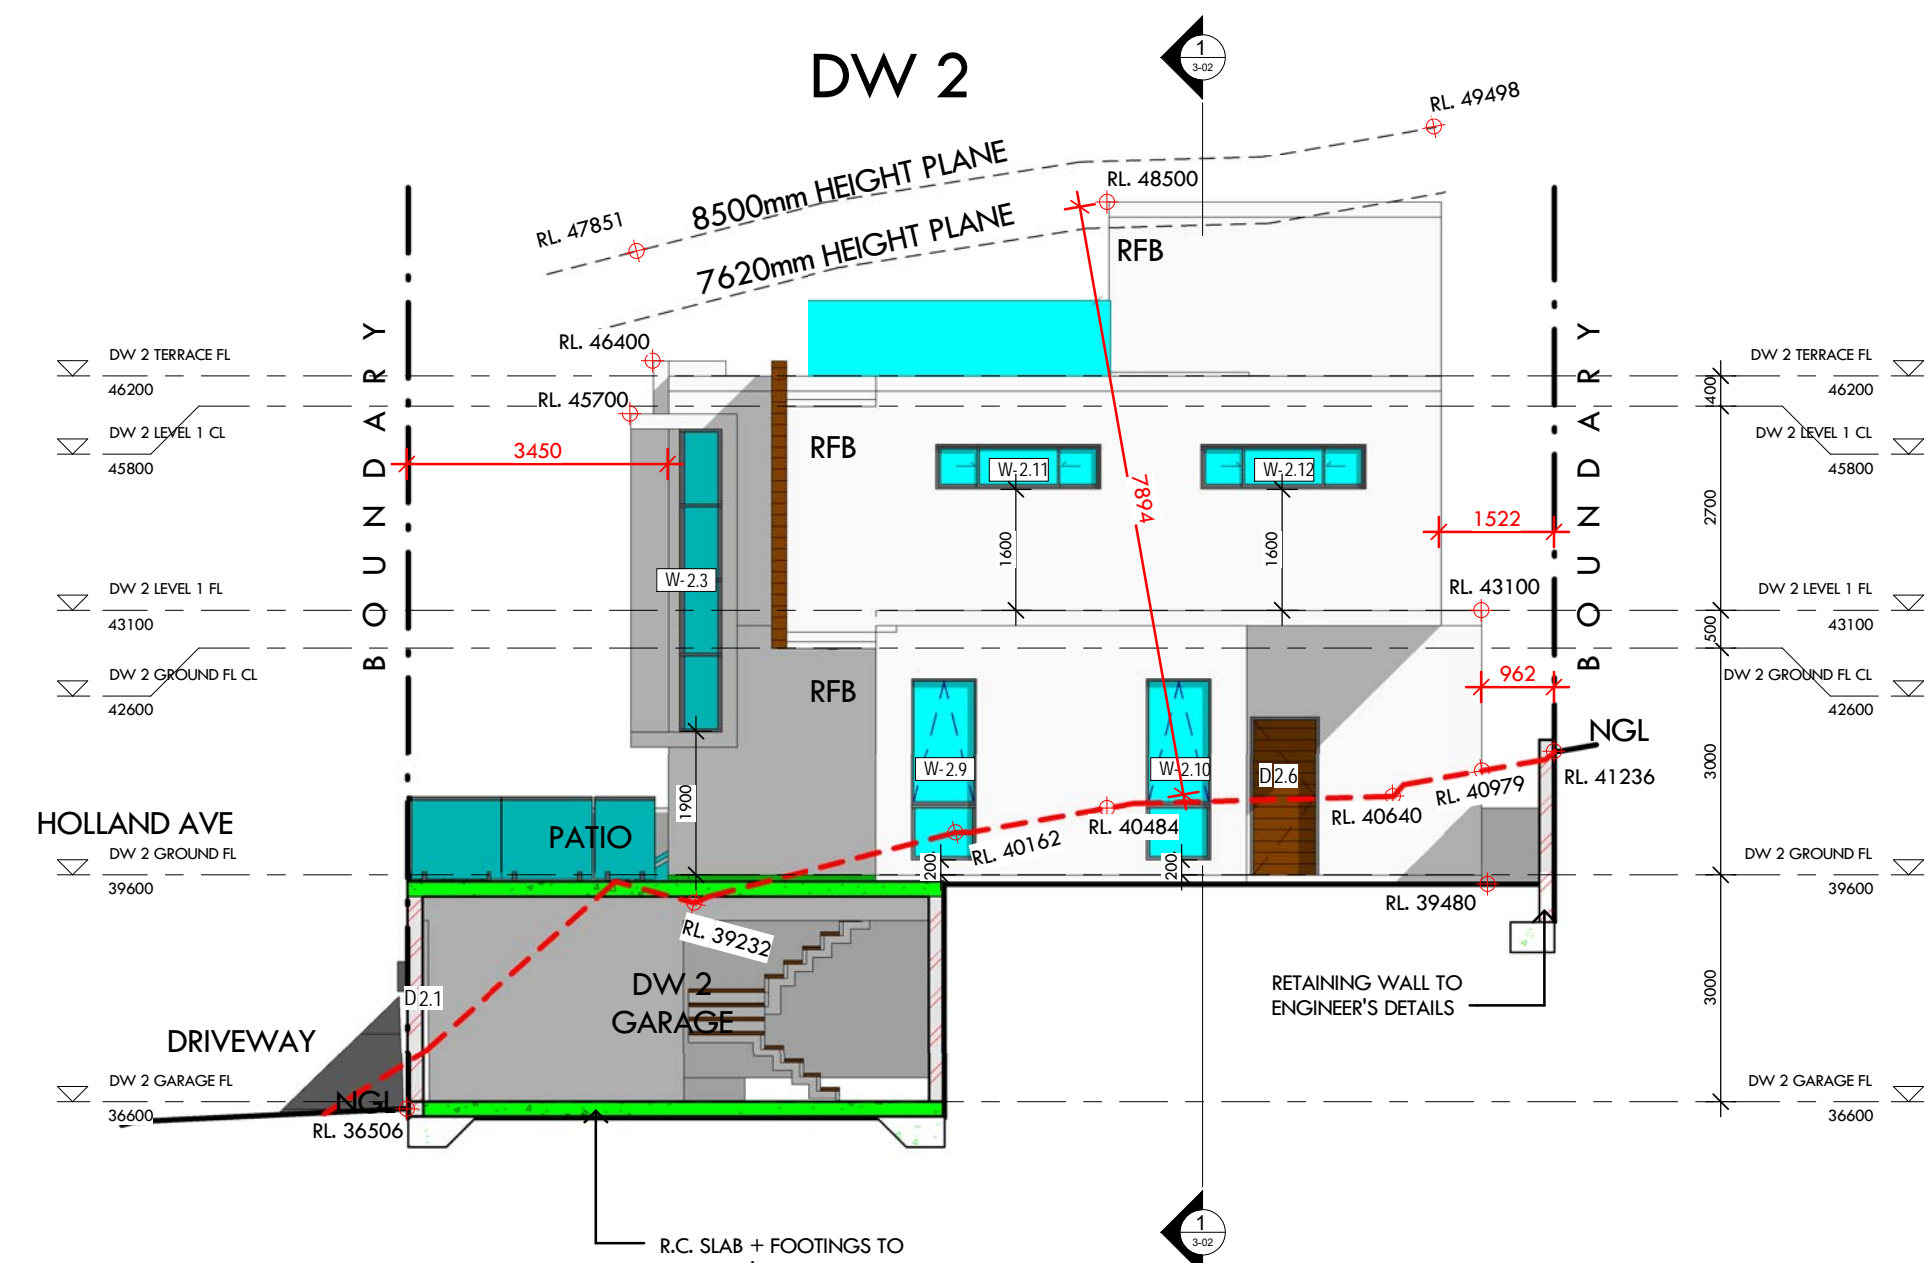 DW 2
1
3-02
RL. 49498
RL. 48500
8500mm HEIGHT PLANE
RL. 47851
7620mm HEIGHT PLANE
RFB
BOUNDARY
BOUNDARY
RL. 46400
DW 2 TERRACE FL
46200
DW 2 TERRACE FL
46200
400
RL. 45700
DW 2 LEVEL 1 CL
45800
DW 2 LEVEL 1 CL
45800
3450
RFB
W-2.11
W-2.12
7894
2700
1522
1600
1600
W-2.3
DW 2 LEVEL 1 FL
43100
RL. 43100
DW 2 LEVEL 1 FL
43100
500
DW 2 GROUND FL CL
42600
RFB
962
DW 2 GROUND FL CL
42600
NGL
W-2.9
W-2.10
D2.6
3000
RL. 41236
RL. 40979
1900
HOLLAND AVE
PATIO
RL. 40640
RL. 40484
RL. 40162
DW 2 GROUND FL
39600
200
200
DW 2 GROUND FL
39600
RL. 39480
RL. 39232
DW 2
GARAGE
D2.1
RETAINING WALL TO
ENGINEER'S DETAILS
3000
DRIVEWAY
DW 2 GARAGE FL
36600
NGL
RL. 36506
DW 2 GARAGE FL
36600
1
3-02
R.C. SLAB + FOOTINGS TO